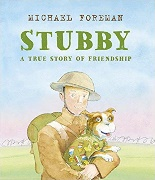 MICHAEL FOREMAN
STUBBY
A TRUE STORY OF FRIENDSHIP